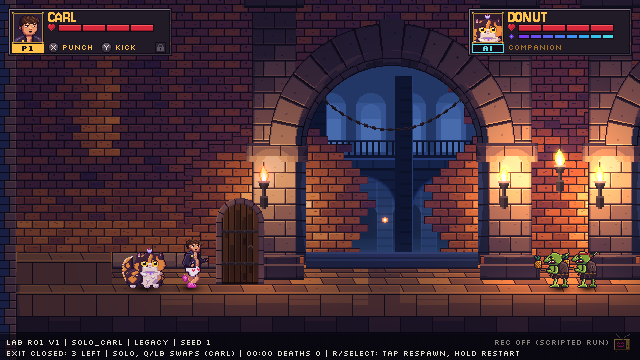 CARL
P1
X PUNCH Y KICK
DONUT
AI
COMPANION
LAB R01 V1 | SOLO_CARL | LEGACY | SEED 1
REC OFF (SCRIPTED RUN)
EXIT CLOSED: 3 LEFT | SOLO, Q/LB SWAPS (CARL) | 00:00 DEATHS 0 | R/SELECT: TAP RESPAWN, HOLD RESTART